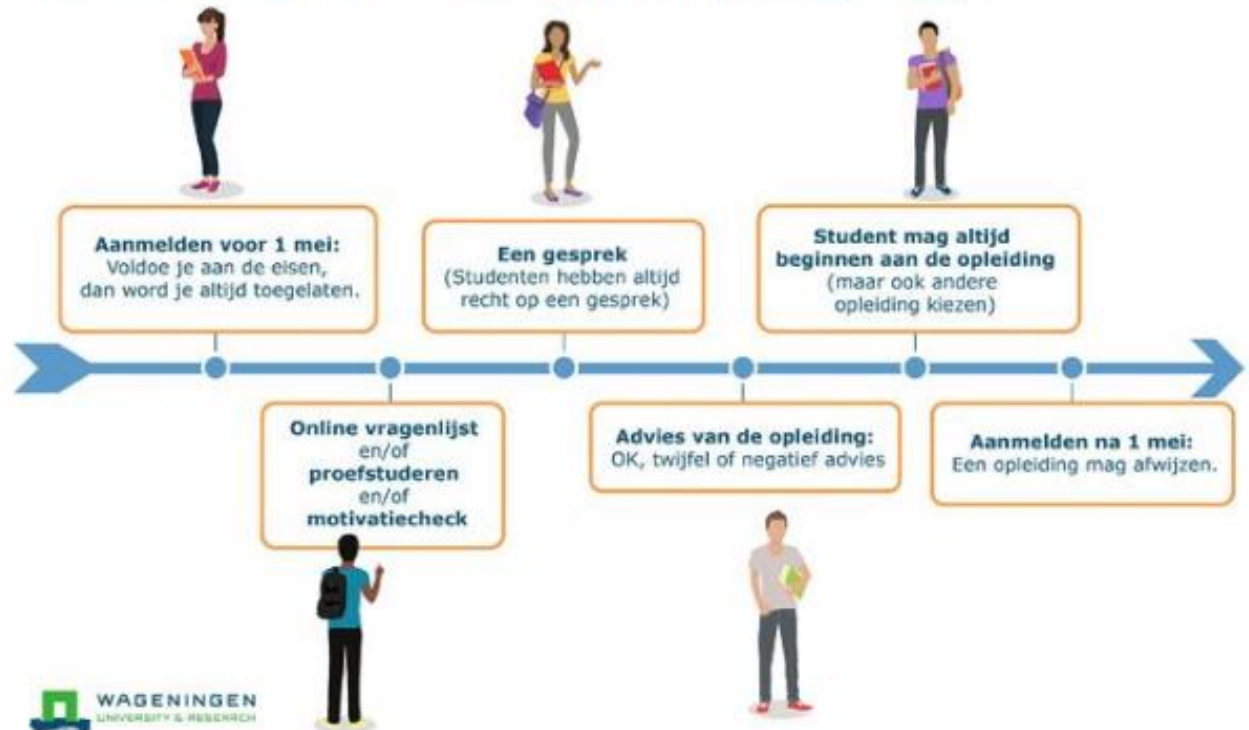 Aanmelden voor 1 mei:
Voldoe je aan de eisen,
dan word je altijd toegelaten.
Online vragenlijst
en/of
proefstuderen
en/of
motivatiecheck
Een gesprek
(Studenten hebben altijd
recht op een gesprek)
Advies van de opleiding:
OK, twijfel of negatief advies
Student mag altijd
beginnen aan de opleiding
(maar ook andere
opleiding kiezen)
Aanmelden na 1 mei:
Een opleiding mag afwijzen.
WAGENINGEN
UNIVERSITY & RESEARCH